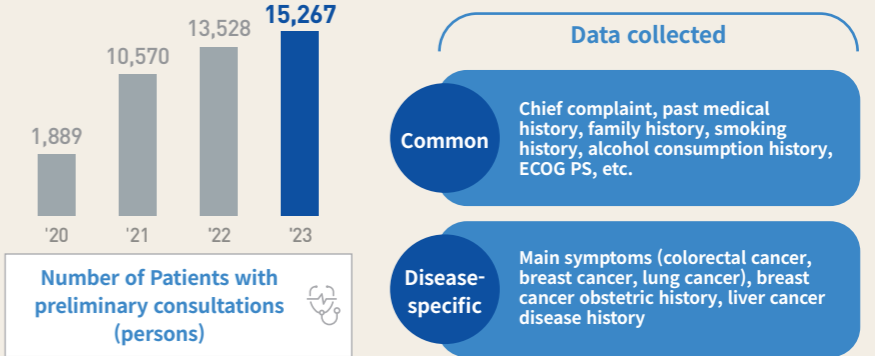 15,267
13,528
10,570
1,889
'20
'21
'22
'23
Number of Patients with
preliminary consultations
(persons)
Data collected
Common
Chief complaint, past medical
history, family history, smoking
history, alcohol consumption history,
ECOG PS, etc.
Disease-
specific
Main symptoms (colorectal cancer,
breast cancer, lung cancer), breast
cancer obstetric history, liver cancer
disease history